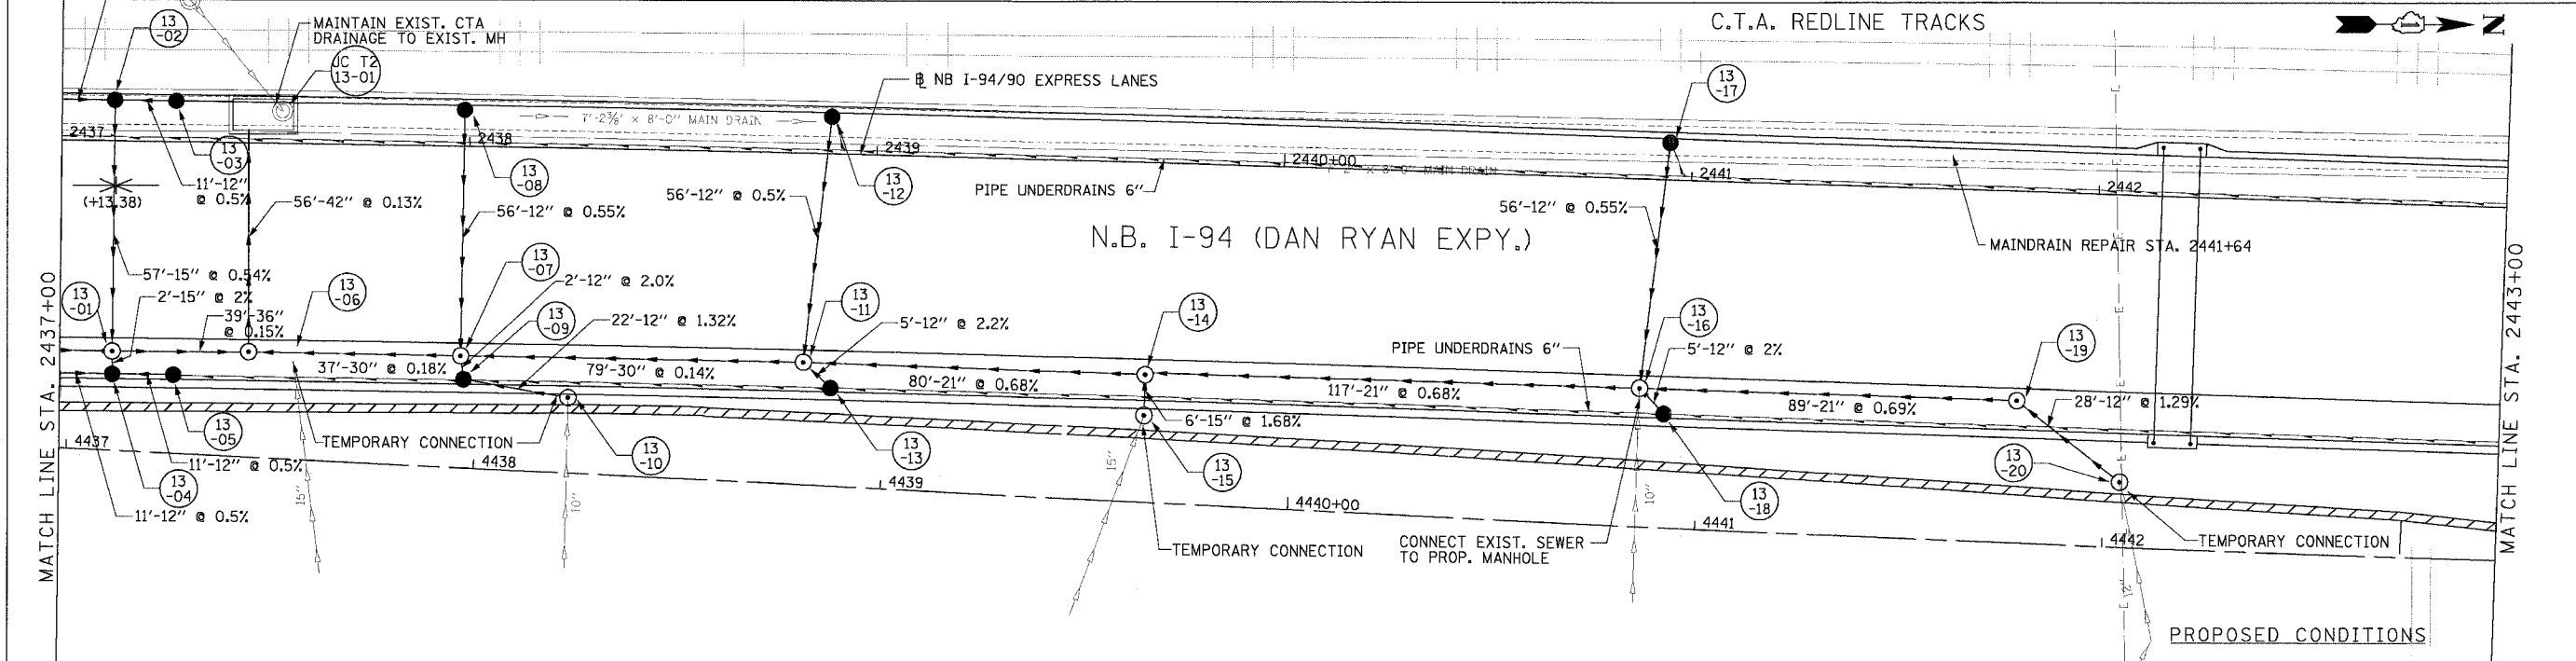 C.T.A. REDLINE TRACKS
N
13
-02
MAINTAIN EXIST. CTA
DRAINAGE TO EXIST. MH
JC T2
13-01
℄ NB I-94/90 EXPRESS LANES
13
-17
2437
7'-2⅜" x 8'-0" MAIN DRAIN
2438
2439
2440+00
2441
2442
13
-03
13
-08
13
-12
11'-12"
@ 0.5%
(+13.38)
56'-42" @ 0.13%
56'-12" @ 0.55%
56'-12" @ 0.5%
PIPE UNDERDRAINS 6"
MAIN DRAIN
56'-12" @ 0.55%
N.B. I-94 (DAN RYAN EXPY.)
MAINDRAIN REPAIR STA. 2441+64
MATCH LINE STA. 2437+00
MATCH LINE STA. 2443+00
57'-15" @ 0.54%
2'-15" @ 2%
39'-36"
@ 0.15%
13
-01
13
-06
13
-07
2'-12" @ 2.0%
13
-09
22'-12" @ 1.32%
13
-11
5'-12" @ 2.2%
13
-14
13
-16
5'-12" @ 2%
PIPE UNDERDRAINS 6"
13
-19
37'-30" @ 0.18%
79'-30" @ 0.14%
80'-21" @ 0.68%
117'-21" @ 0.68%
89'-21" @ 0.69%
28'-12" @ 1.29%
6'-15" @ 1.68%
4437
13
-05
TEMPORARY CONNECTION
11'-12" @ 0.5%
13
-04
11'-12" @ 0.5%
4438
13
-10
13
-13
4439
13
-15
4440+00
13
-18
4441
13
-20
4442
15"
10"
15"
10"
12"
TEMPORARY CONNECTION
CONNECT EXIST. SEWER
TO PROP. MANHOLE
TEMPORARY CONNECTION
E
PROPOSED CONDITIONS